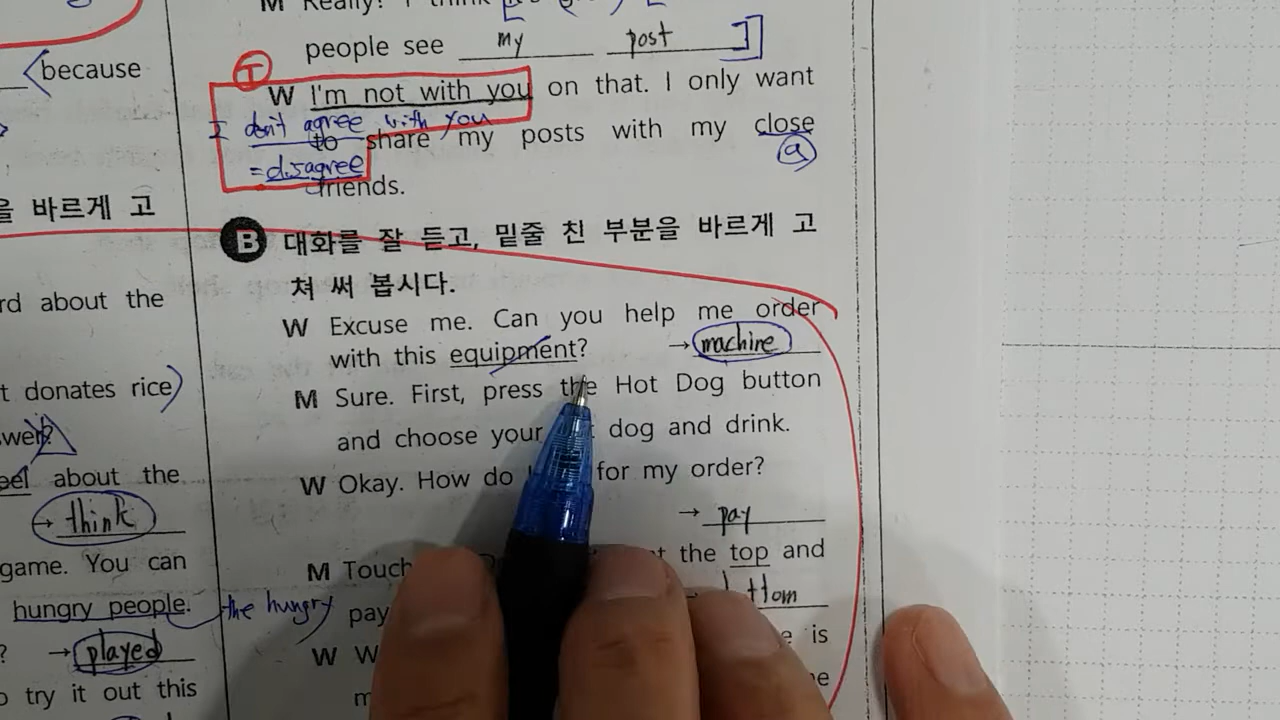 because
을 바르게 고
rd about the
t donates rice
about the
→ think
game. You can
hungry people. the hungry
? → played
o try it out this
M Really? I think
people see my post ]
T
W I'm not with you on that. I only want
I don't agree with you
to share my posts with my close
ⓐ
= disagree
friends.
B 대화를 잘 듣고, 밑줄 친 부분을 바르게 고
쳐 써 봅시다.
W Excuse me. Can you help me order
with this equipment? → machine
M Sure. First, press the Hot Dog button
and choose your dog and drink.
W Okay. How do for my order?
→ pay
M Touch the top and
pay
W
is